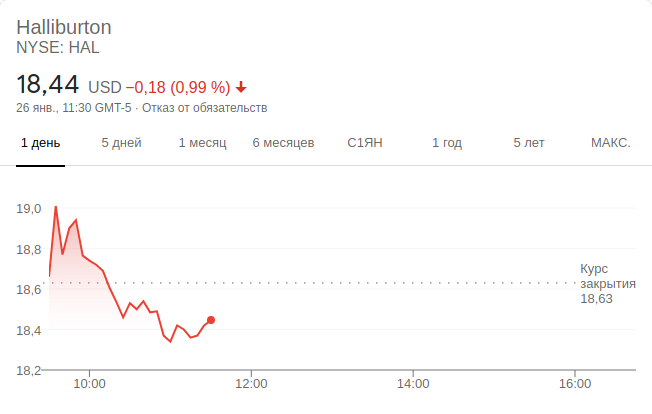 Halliburton
NYSE: HAL
18,44 USD −0,18 (0,99 %)
26 янв., 11:30 GMT-5 · Отказ от обязательств
1 день 5 дней 1 месяц 6 месяцев С1ЯН 1 год 5 лет МАКС.
19,0
18,8
Курс
закрытия
18,6
18,63
18,4
18,2
10:00 12:00 14:00 16:00